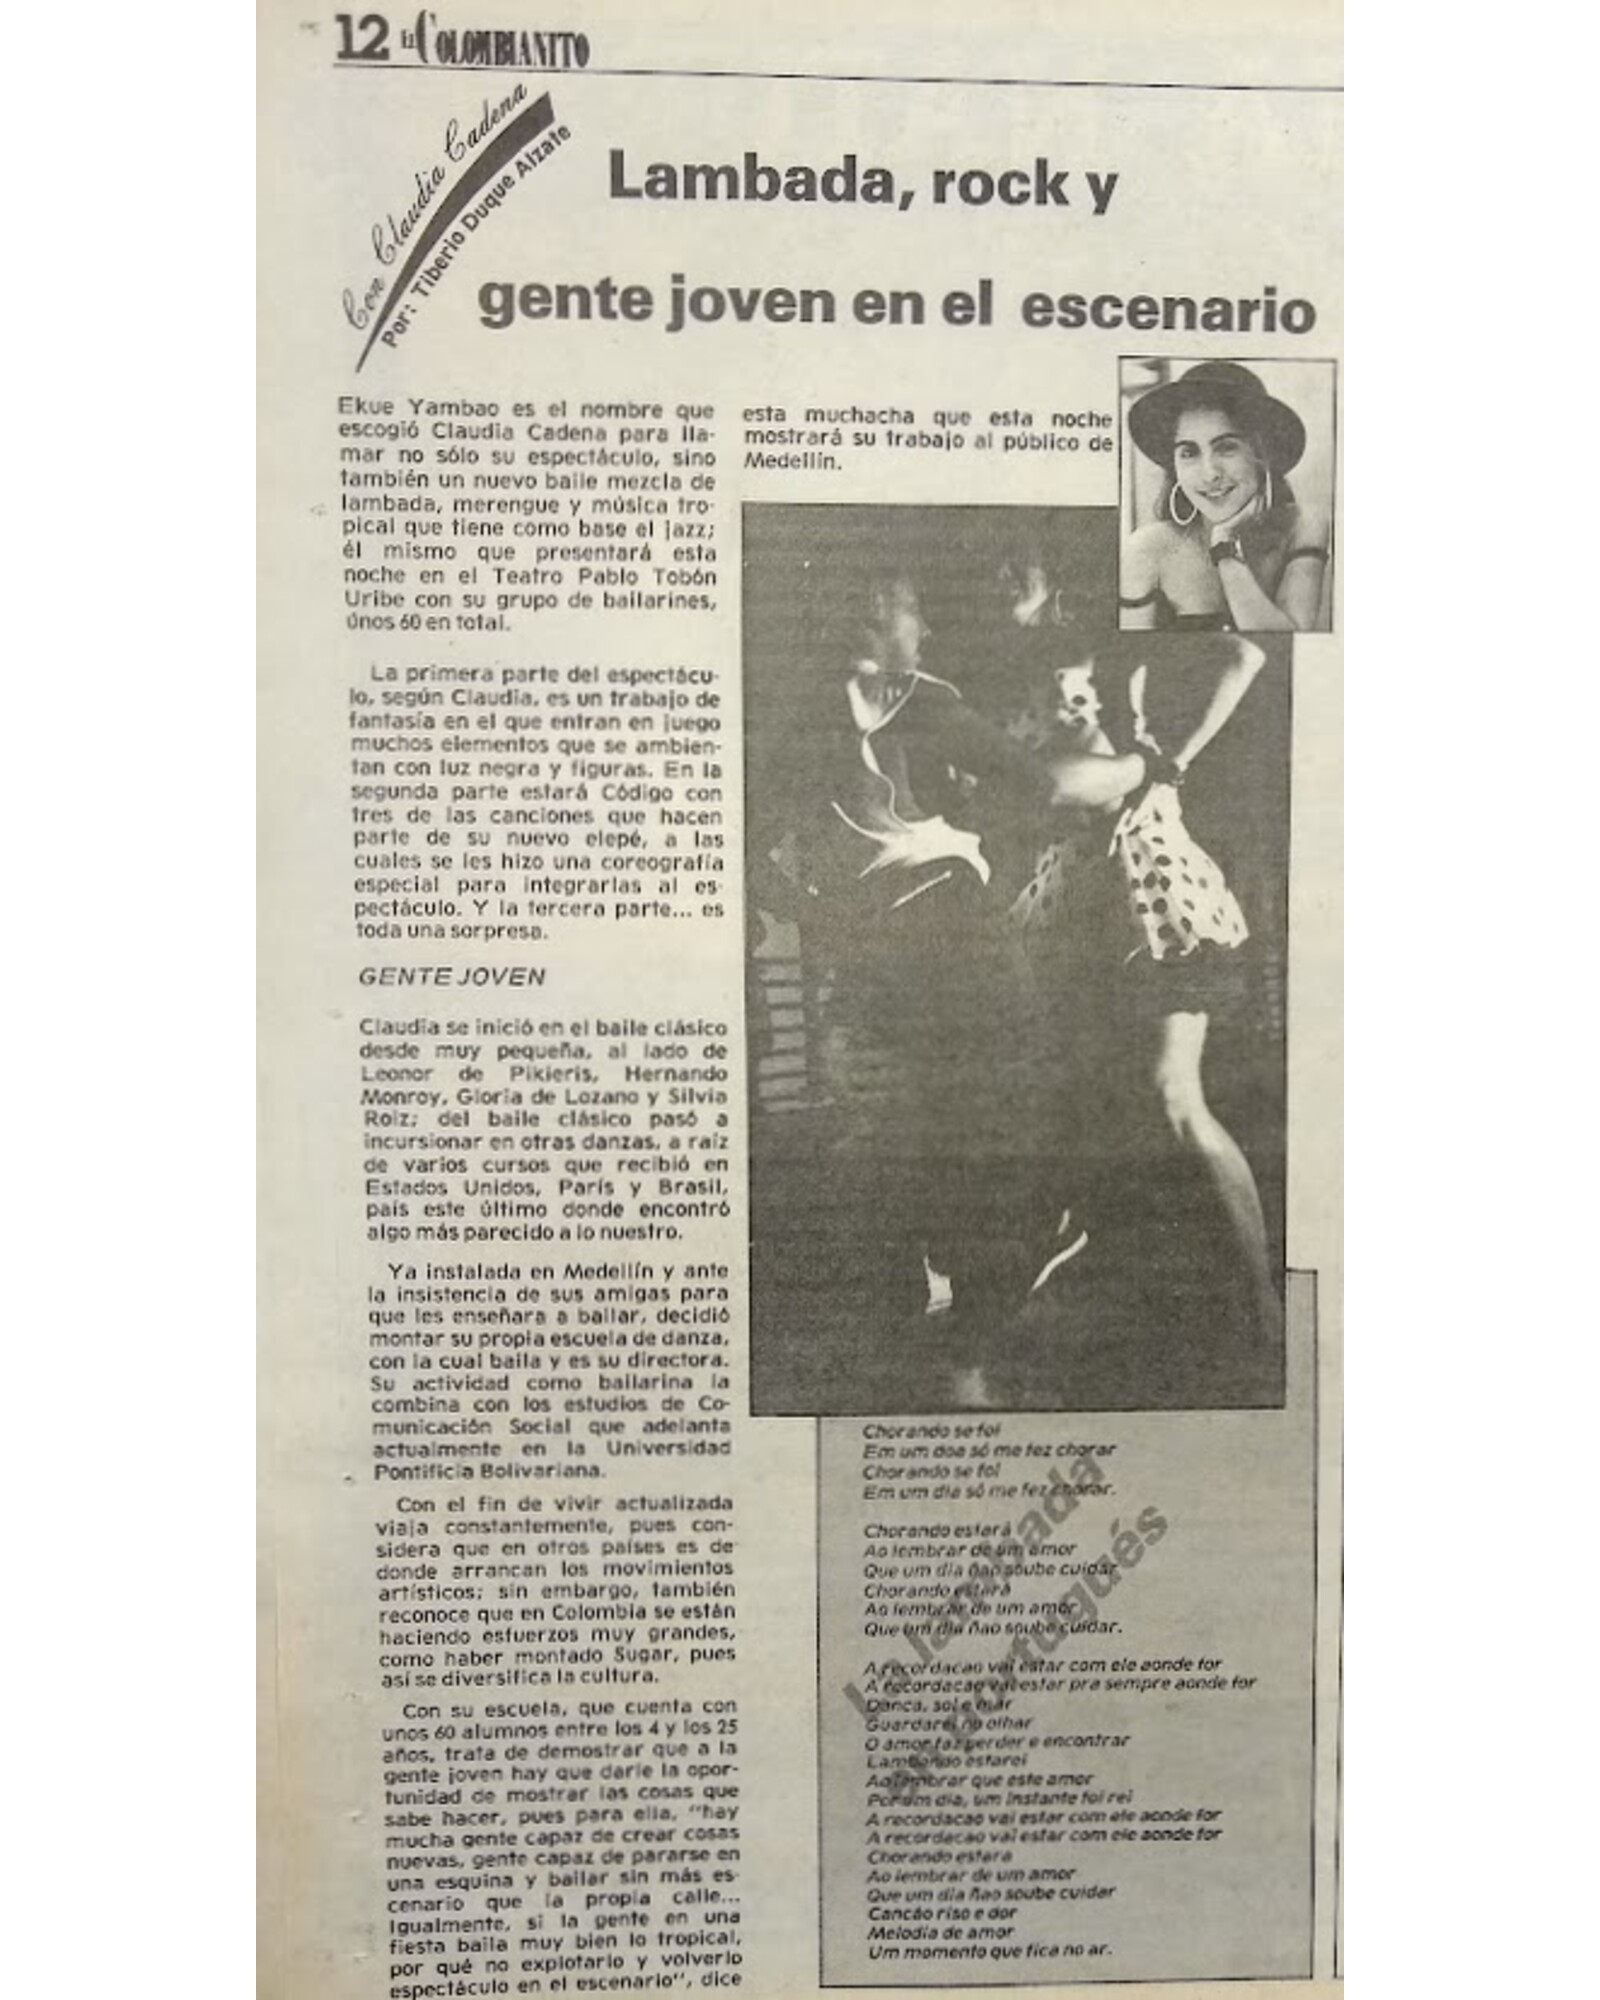 12 EL COLOMBIANITO
Con Claudia Cadena
Por: Tiberio Duque Alzate
Lambada, rock y
gente joven en el escenario
Ekue Yambao es el nombre que
escogió Claudia Cadena para lla-
mar no sólo su espectáculo, sino
también un nuevo baile mezcla de
lambada, merengue y música tro-
pical que tiene como base el jazz;
él mismo que presentará esta
noche en el Teatro Pablo Tobón
Uribe con su grupo de bailarines,
únos 60 en total.
La primera parte del espectácu-
lo, según Claudia, es un trabajo de
fantasía en el que entran en juego
muchos elementos que se ambien-
tan con luz negra y figuras. En la
segunda parte estará Código con
tres de las canciones que hacen
parte de su nuevo elepé, a las
cuales se les hizo una coreografía
especial para integrarlas al es-
pectáculo. Y la tercera parte... es
toda una sorpresa.
GENTE JOVEN
Claudia se inició en el baile clásico
desde muy pequeña, al lado de
Leonor de Pikieris, Hernando
Monroy, Gloria de Lozano y Silvia
Rolz; del baile clásico pasó a
incursionar en otras danzas, a raíz
de varios cursos que recibió en
Estados Unidos, París y Brasil,
país este último donde encontró
algo más parecido a lo nuestro.
Ya instalada en Medellín y ante
la insistencia de sus amigas para
que les enseñara a bailar, decidió
montar su propia escuela de danza,
con la cual baila y es su directora.
Su actividad como bailarina la
combina con los estudios de Co-
municación Social que adelanta
actualmente en la Universidad
Pontificia Bolivariana.
Con el fin de vivir actualizada
viaja constantemente, pues con-
sidera que en otros países es de
donde arrancan los movimientos
artísticos; sin embargo, también
reconoce que en Colombia se están
haciendo esfuerzos muy grandes,
como haber montado Sugar, pues
así se diversifica la cultura.
Con su escuela, que cuenta con
unos 60 alumnos entre los 4 y los 25
años, trata de demostrar que a la
gente joven hay que darle la opor-
tunidad de mostrar las cosas que
sabe hacer, pues para ella, "hay
mucha gente capaz de crear cosas
nuevas, gente capaz de pararse en
una esquina y bailar sin más es-
cenario que la propia calle...
Igualmente, si la gente en una
fiesta baila muy bien lo tropical,
por qué no explotarlo y volverlo
espectáculo en el escenario", dice
esta muchacha que esta noche
mostrará su trabajo al público de
Medellín.
La lambada
portugués
Chorando se foi
Em um doa só me fez chorar
Chorando se foi
Em um dia só me fez chorar.
Chorando estará
Ao lembrar de um amor
Que um día ñao soube cuidar
Chorando estará
Ao lembrar de um amor
Que um día ñao soube cuidar.
A recordacao vai estar com ele aonde for
A recordacao vai estar pra sempre aonde for
Danca, sol e mar
Guardarei no olhar
O amor faz perder e encontrar
Lambando estarei
Ao lembrar que este amor
Por um dia, um instante foi rei
A recordacao vai estar com ele aonde for
A recordacao vai estar com ele aonde for
Chorando estara
Ao lembrar de um amor
Que um día ñao soube cuidar
Cancáo riso e dor
Melodia de amor
Um momento que fica no ar.